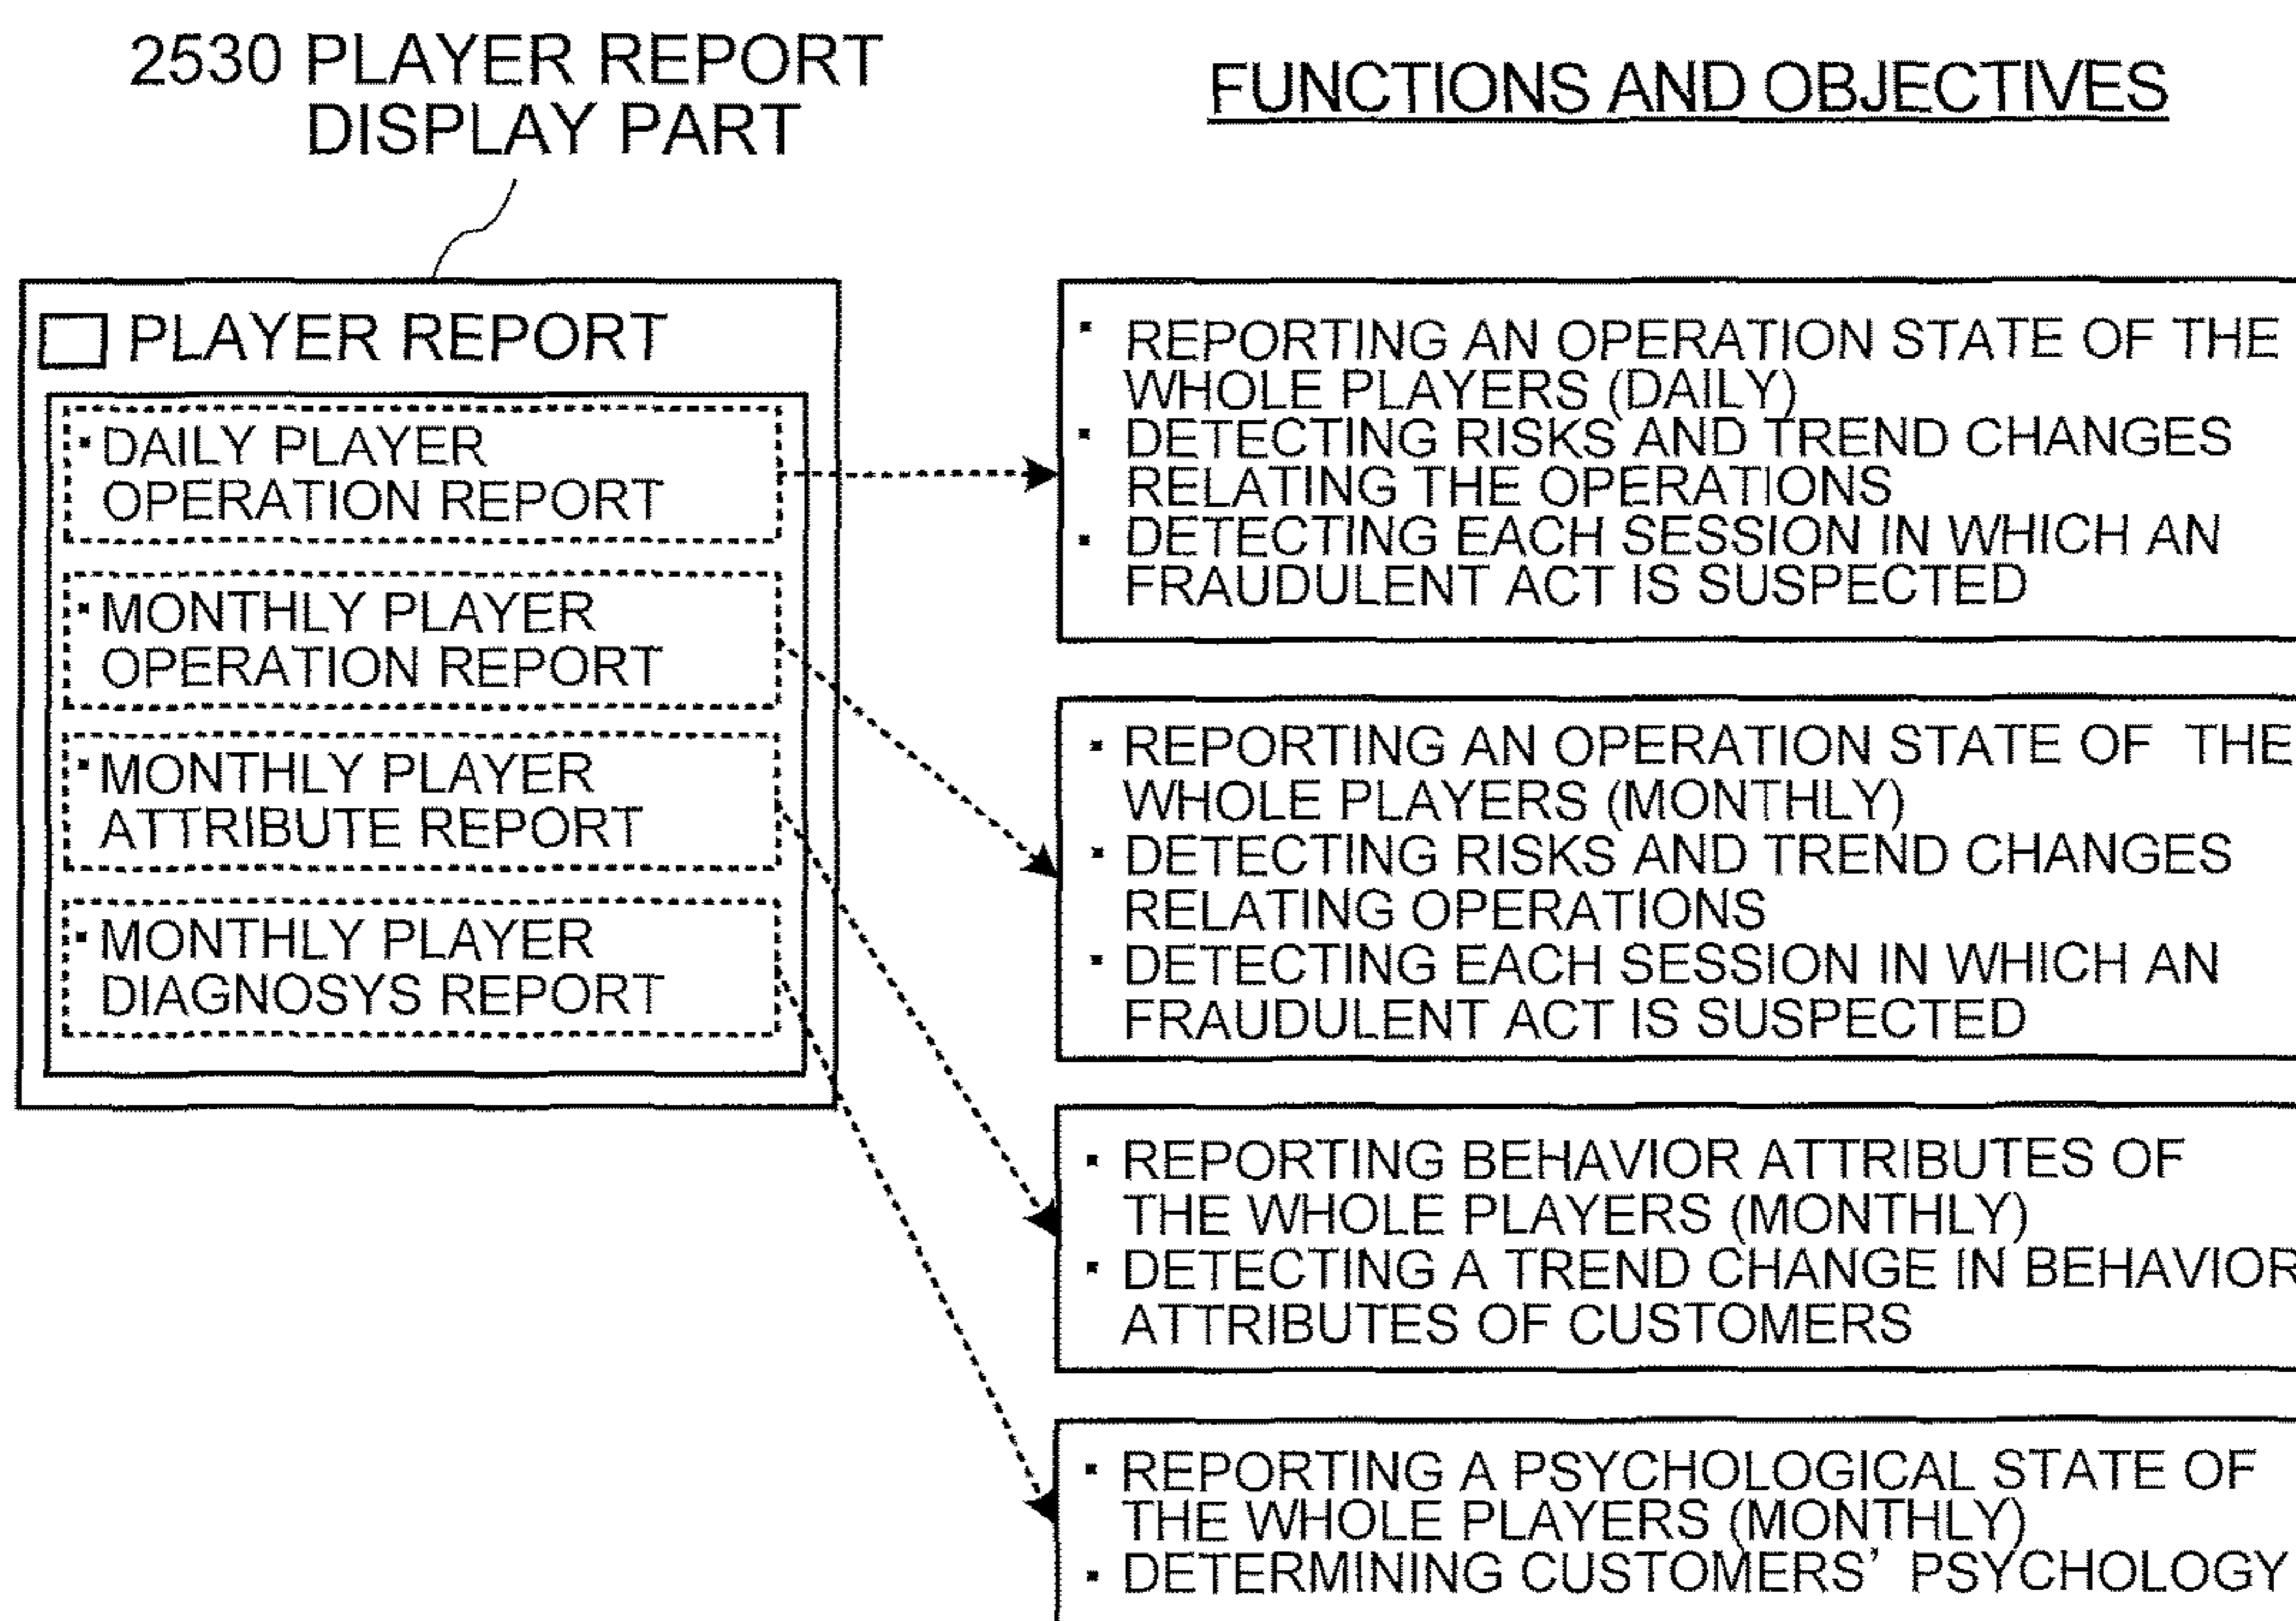 2530 PLAYER REPORT
DISPLAY PART
FUNCTIONS AND OBJECTIVES
PLAYER REPORT
· DAILY PLAYER
OPERATION REPORT
· MONTHLY PLAYER
OPERATION REPORT
· MONTHLY PLAYER
ATTRIBUTE REPORT
· MONTHLY PLAYER
DIAGNOSYS REPORT
· REPORTING AN OPERATION STATE OF THE
WHOLE PLAYERS (DAILY)
· DETECTING RISKS AND TREND CHANGES
RELATING THE OPERATIONS
· DETECTING EACH SESSION IN WHICH AN
FRAUDULENT ACT IS SUSPECTED
· REPORTING AN OPERATION STATE OF THE
WHOLE PLAYERS (MONTHLY)
· DETECTING RISKS AND TREND CHANGES
RELATING OPERATIONS
· DETECTING EACH SESSION IN WHICH AN
FRAUDULENT ACT IS SUSPECTED
· REPORTING BEHAVIOR ATTRIBUTES OF
THE WHOLE PLAYERS (MONTHLY)
· DETECTING A TREND CHANGE IN BEHAVIOR
ATTRIBUTES OF CUSTOMERS
· REPORTING A PSYCHOLOGICAL STATE OF
THE WHOLE PLAYERS (MONTHLY)
· DETERMINING CUSTOMERS' PSYCHOLOGY